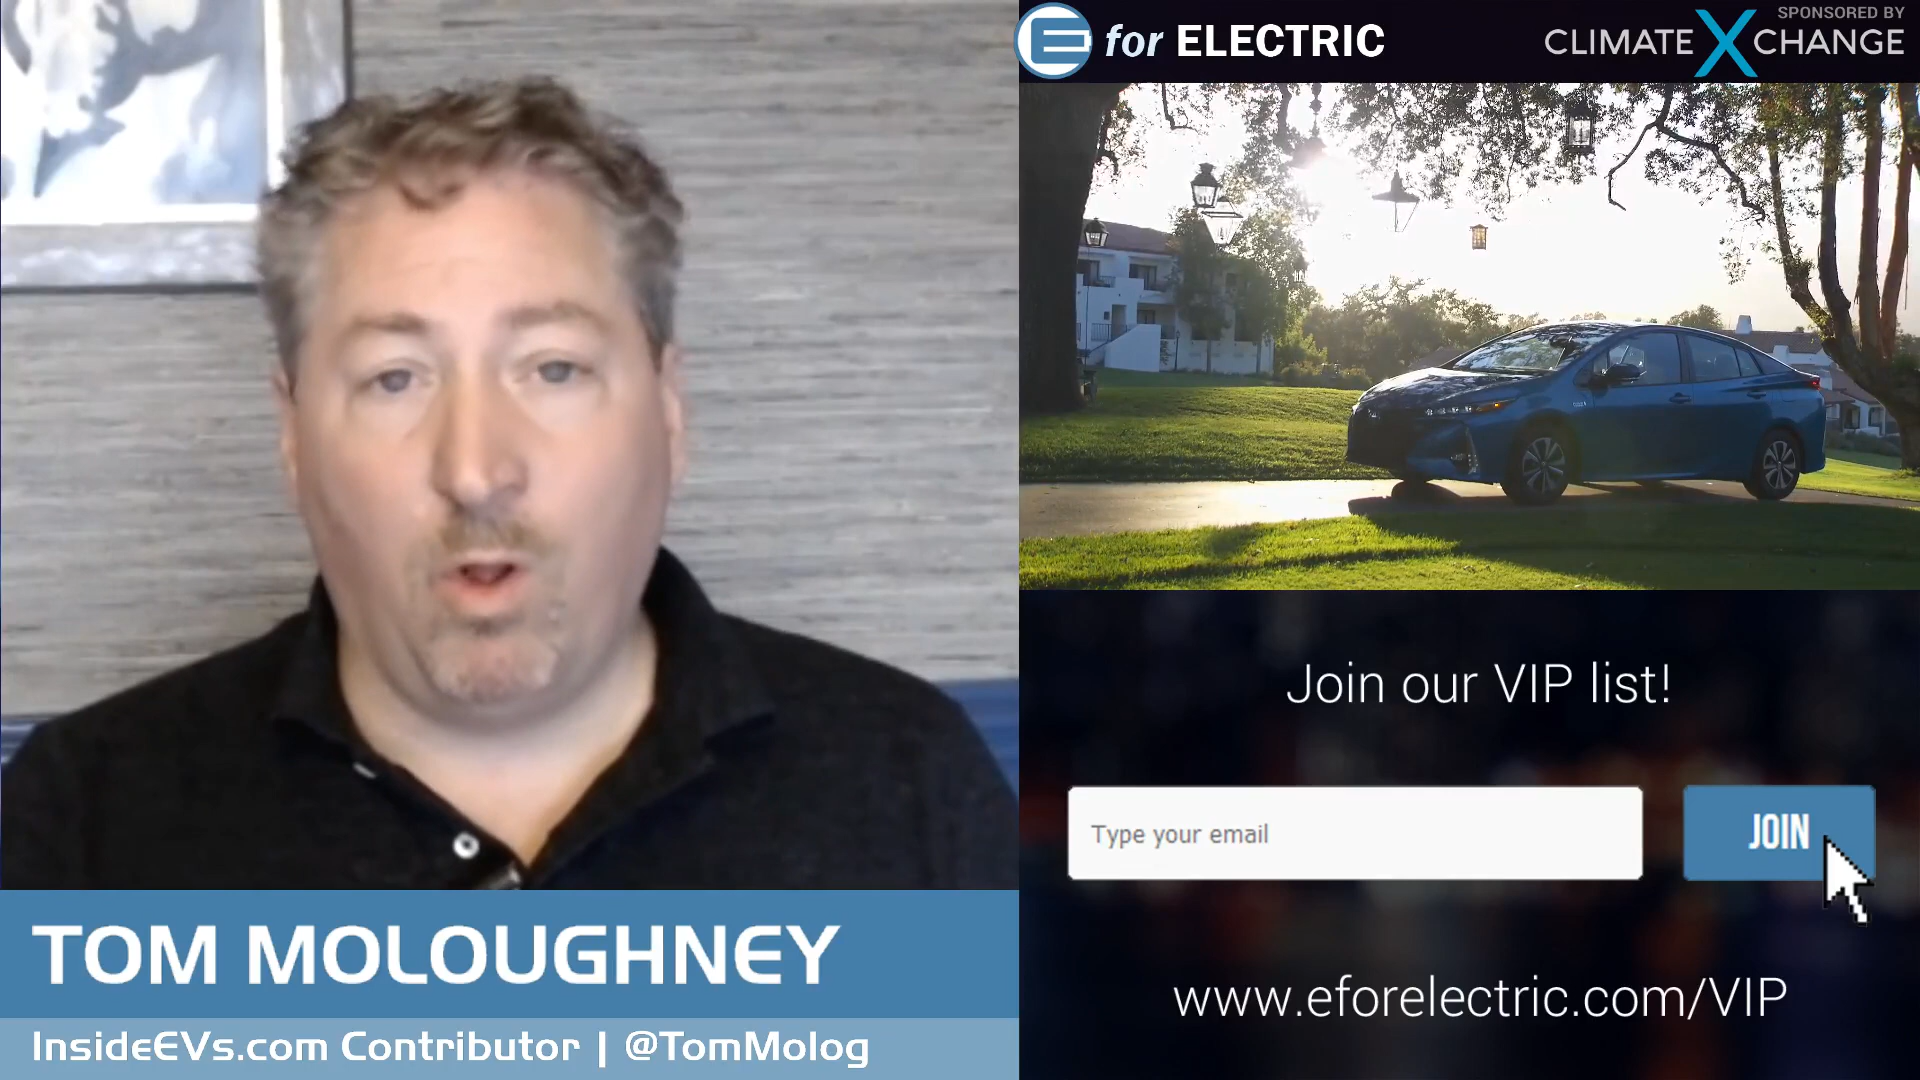 E for ELECTRIC
SPONSORED BY
CLIMATE XCHANGE
Join our VIP list!
Type your email
JOIN
www.eforelectric.com/VIP
TOM MOLOUGHNEY
InsideEVs.com Contributor | @TomMolog